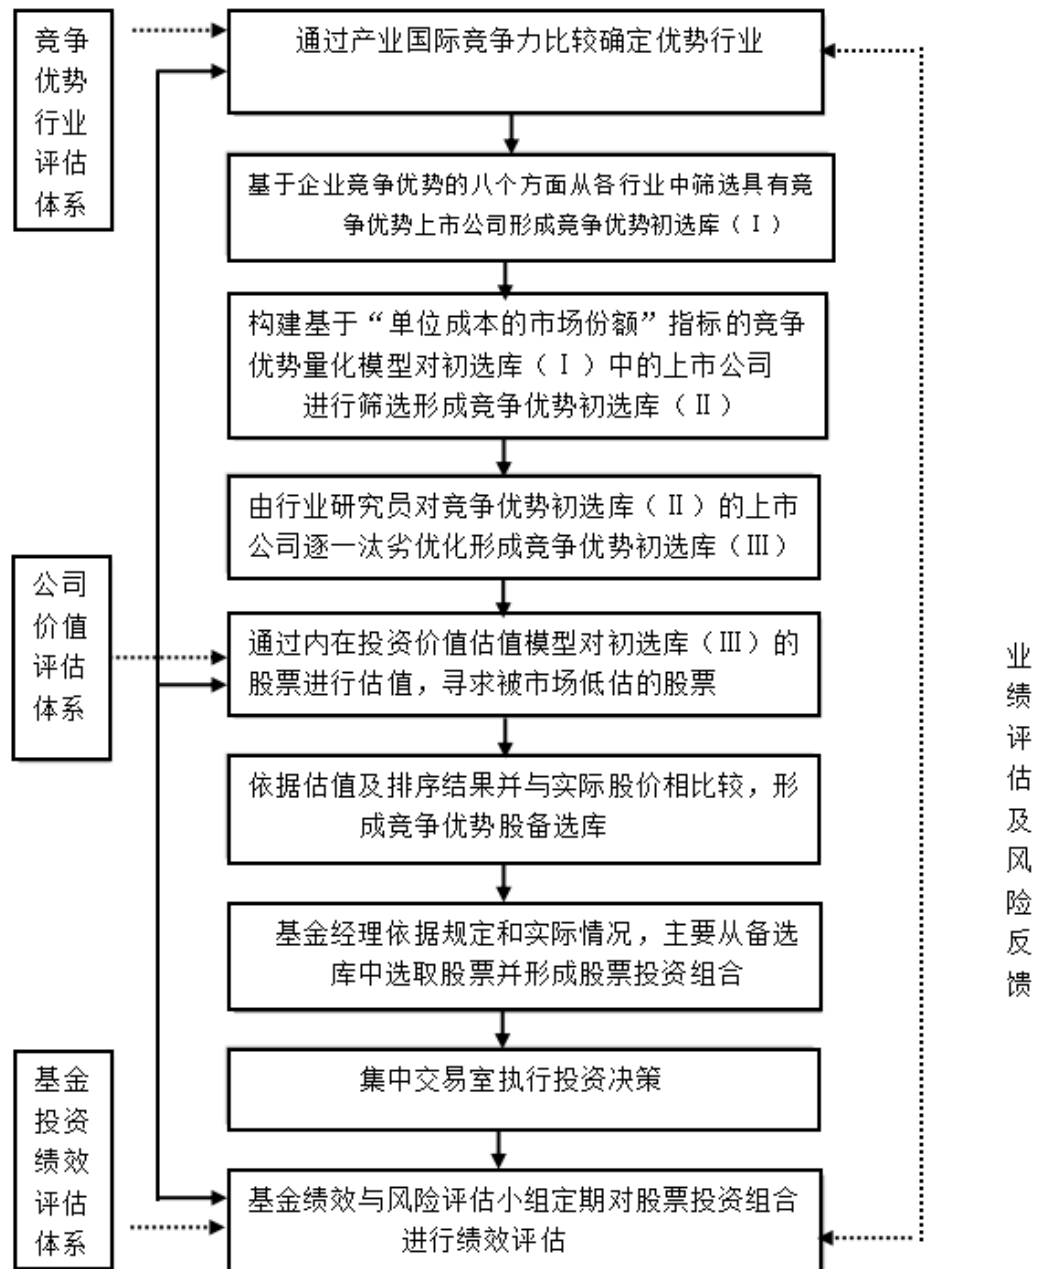 竞争
优势
行业
评估
体系
通过产业国际竞争力比较确定优势行业
基于企业竞争优势的八个方面从各行业中筛选具有竞
争优势上市公司形成竞争优势初选库（Ⅰ）
构建基于“单位成本的市场份额”指标的竞争
优势量化模型对初选库（Ⅰ）中的上市公司
进行筛选形成竞争优势初选库（Ⅱ）
由行业研究员对竞争优势初选库（Ⅱ）的上市
公司逐一汰劣优化形成竞争优势初选库（Ⅲ）
公司
价值
评估
体系
通过内在投资价值估值模型对初选库（Ⅲ）的
股票进行估值，寻求被市场低估的股票
依据估值及排序结果并与实际股价相比较，形
成竞争优势股备选库
基金经理依据规定和实际情况，主要从备选
库中选取股票并形成股票投资组合
集中交易室执行投资决策
基金
投资
绩效
评估
体系
基金绩效与风险评估小组定期对股票投资组合
进行绩效评估
业
绩
评
估
及
风
险
反
馈